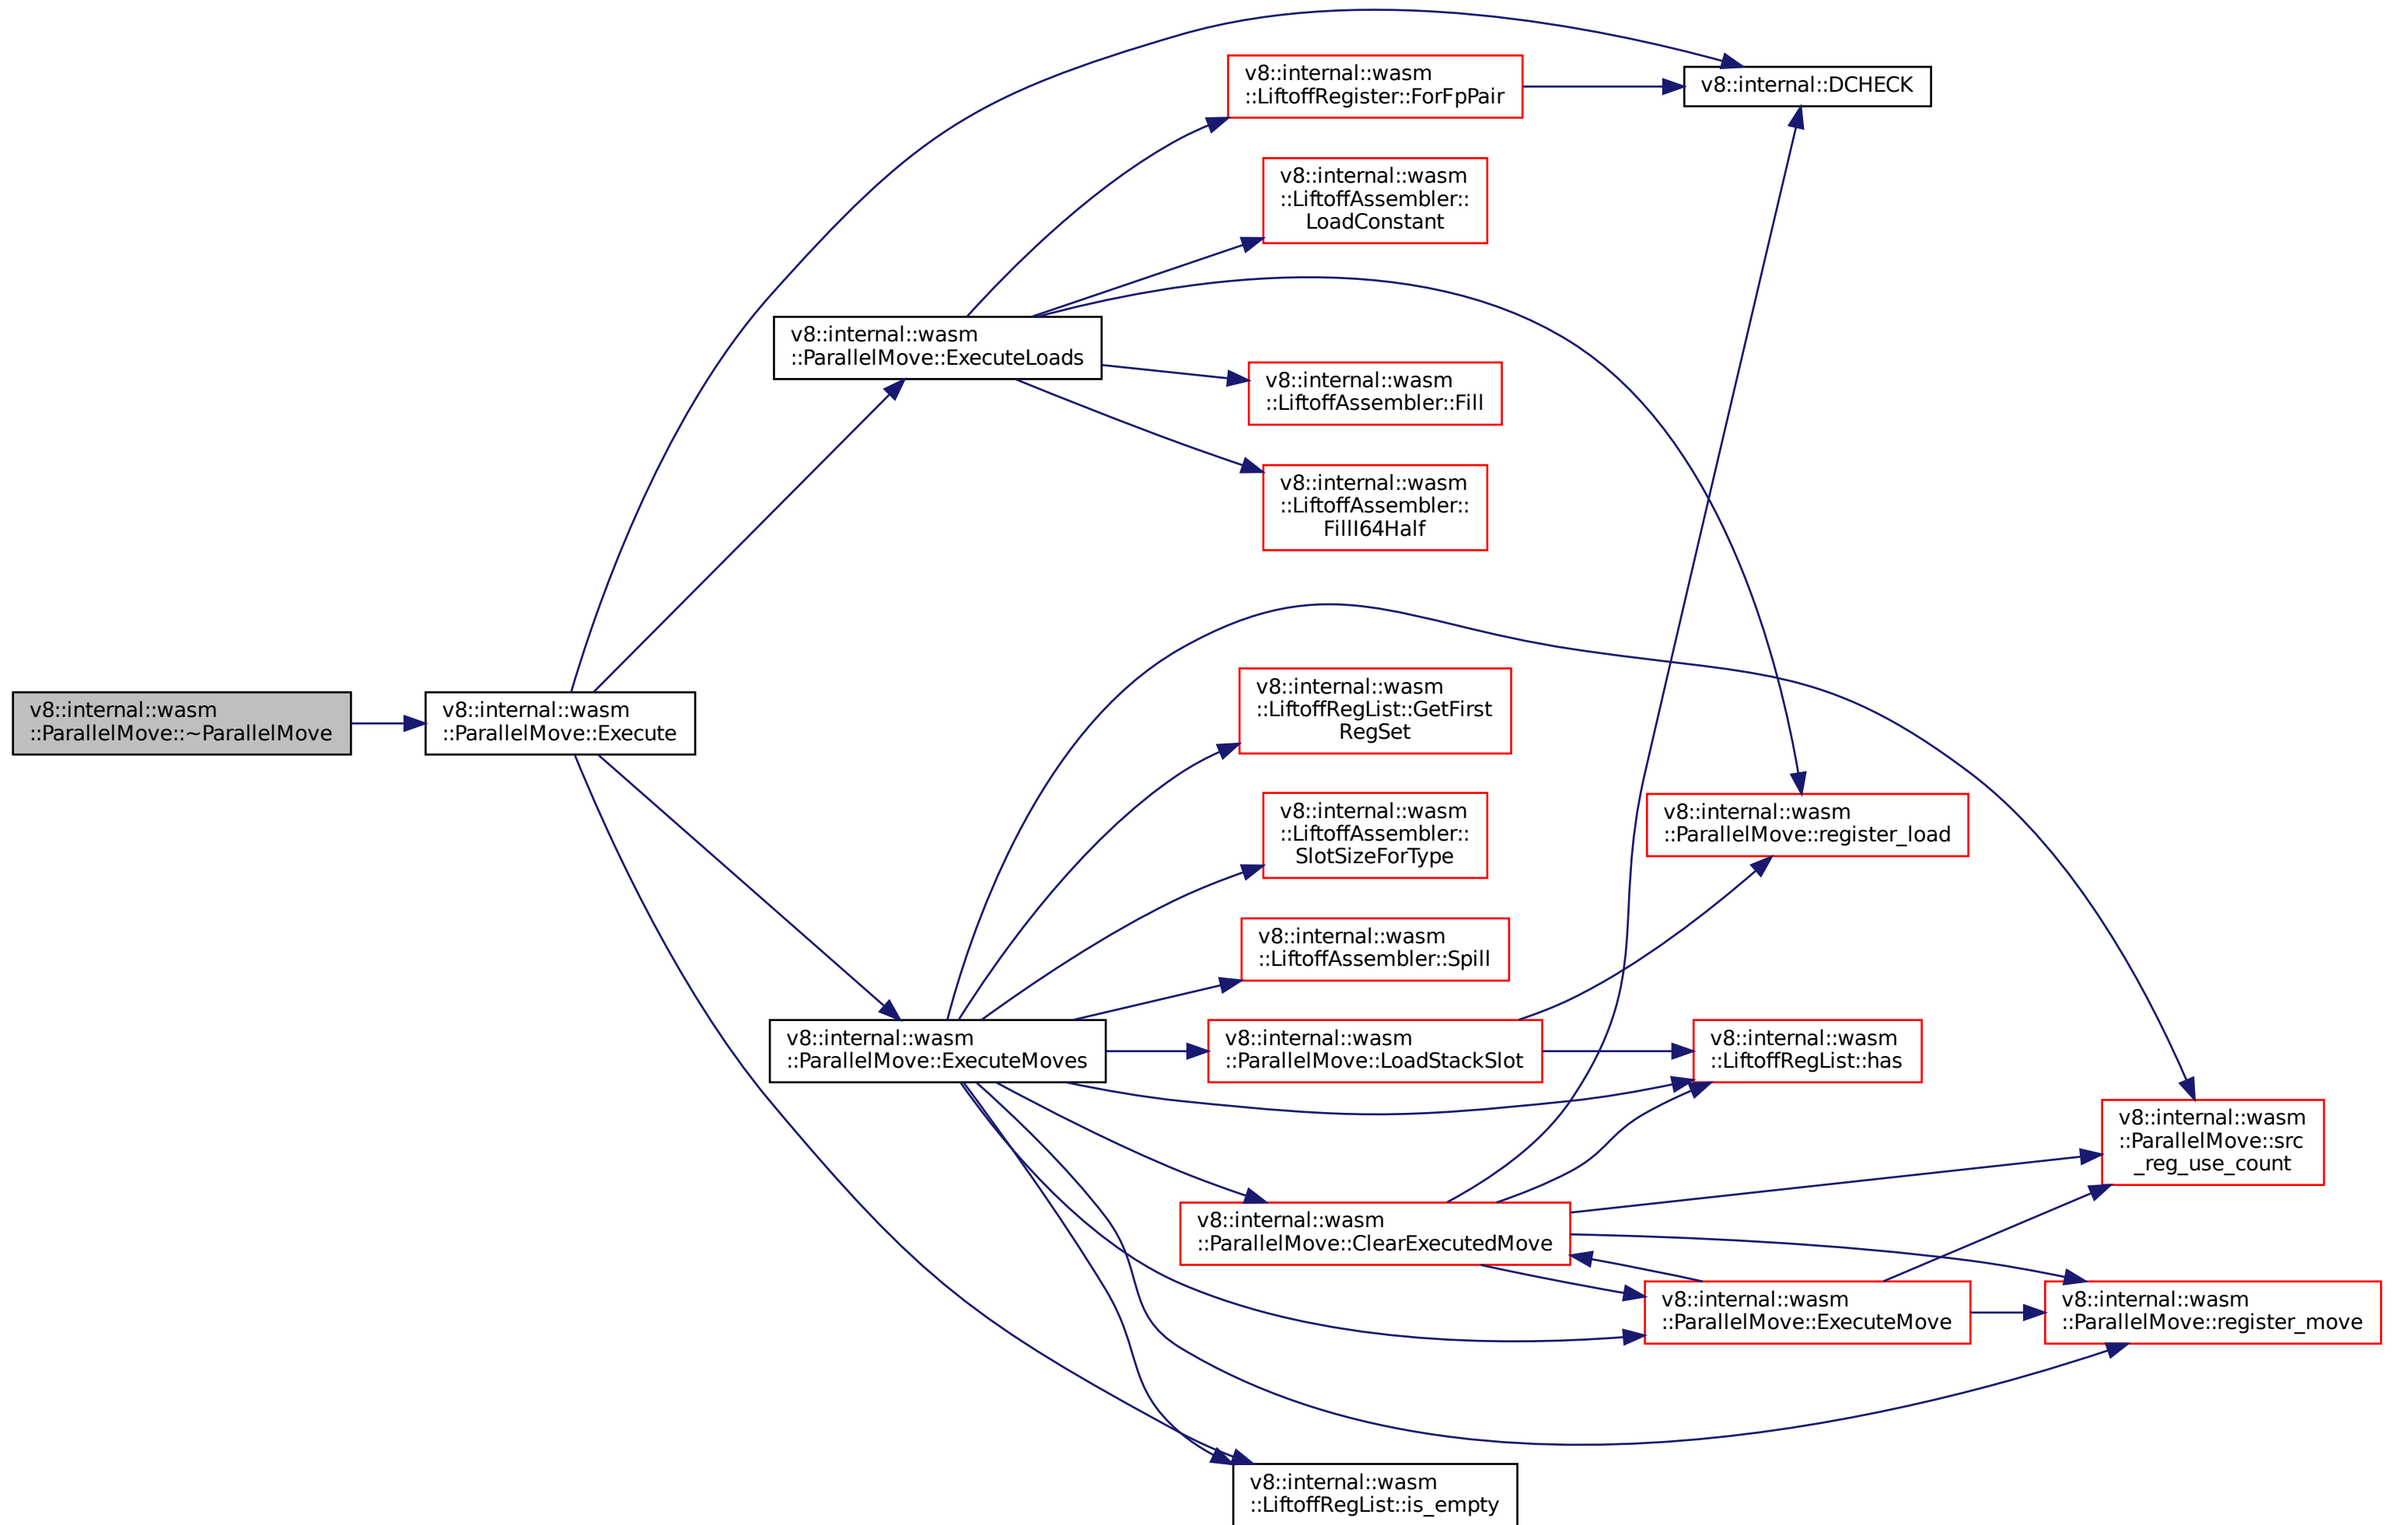 v8::internal::wasm
::LiftoffRegister::ForFpPair
v8::internal::DCHECK
v8::internal::wasm
::LiftoffAssembler::
LoadConstant
v8::internal::wasm
::ParallelMove::ExecuteLoads
v8::internal::wasm
::LiftoffAssembler::Fill
v8::internal::wasm
::LiftoffAssembler::
FillI64Half
v8::internal::wasm
::ParallelMove::~ParallelMove
v8::internal::wasm
::ParallelMove::Execute
v8::internal::wasm
::LiftoffRegList::GetFirst
RegSet
v8::internal::wasm
::LiftoffAssembler::
SlotSizeForType
v8::internal::wasm
::ParallelMove::register_load
v8::internal::wasm
::LiftoffAssembler::Spill
v8::internal::wasm
::ParallelMove::ExecuteMoves
v8::internal::wasm
::ParallelMove::LoadStackSlot
v8::internal::wasm
::LiftoffRegList::has
v8::internal::wasm
::ParallelMove::src
_reg_use_count
v8::internal::wasm
::ParallelMove::ClearExecutedMove
v8::internal::wasm
::ParallelMove::ExecuteMove
v8::internal::wasm
::ParallelMove::register_move
v8::internal::wasm
::LiftoffRegList::is_empty